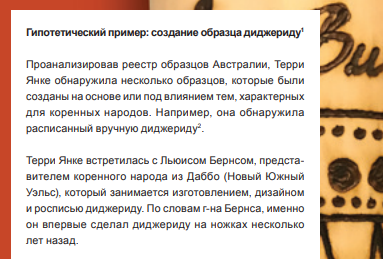 Гипотетический пример: создание образца диджериду¹
Проанализировав реестр образцов Австралии, Терри
Янке обнаружила несколько образцов, которые были
созданы на основе или под влиянием тем, характерных
для коренных народов. Например, она обнаружила
расписанный вручную диджериду².
Терри Янке встретилась с Льюисом Бернсом, предста-
вителем коренного народа из Даббо (Новый Южный
Уэльс), который занимается изготовлением, дизайном
и росписью диджериду. По словам г-на Бернса, именно
он впервые сделал диджериду на ножках несколько
лет назад.